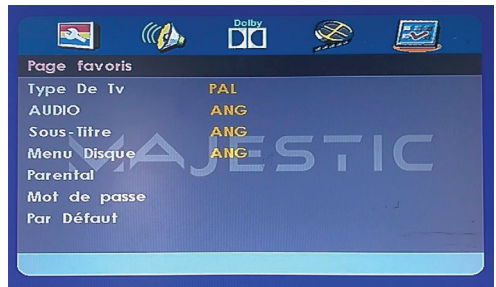 Dolby
Page favoris
Type De Tv PAL
AUDIO ANG
Sous-Titre ANG
Menu Disque ANG
MAJESTIC
Parental
Mot de passe
Par Défaut